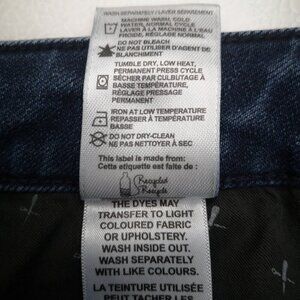 WASH SEPARATELY / LAVER SÉPARÉMENT
MACHINE WASH, COLD
WATER, NORMAL CYCLE
LAVER À LA MACHINE À L'EAU
FROIDE, RÉGLAGE NORMAL
DO NOT BLEACH
NE PAS UTILISER D'AGENT DE
BLANCHIMENT
TUMBLE DRY, LOW HEAT,
PERMANENT PRESS CYCLE
SÉCHER PAR CULBUTAGE À
BASSE TEMPÉRATURE,
RÉGLAGE PRESSAGE
PERMANENT
IRON AT LOW TEMPERATURE
REPASSER À TEMPÉRATURE
BASSE
DO NOT DRY-CLEAN
NE PAS NETTOYER À SEC
This label is made from:
Cette étiquette est faite de :
Recycled
Recyclé
THE DYES MAY
TRANSFER TO LIGHT
COLOURED FABRIC
OR UPHOLSTERY.
WASH INSIDE OUT.
WASH SEPARATELY
WITH LIKE COLOURS.
LA TEINTURE UTILISÉE
PEUT TACHER LES